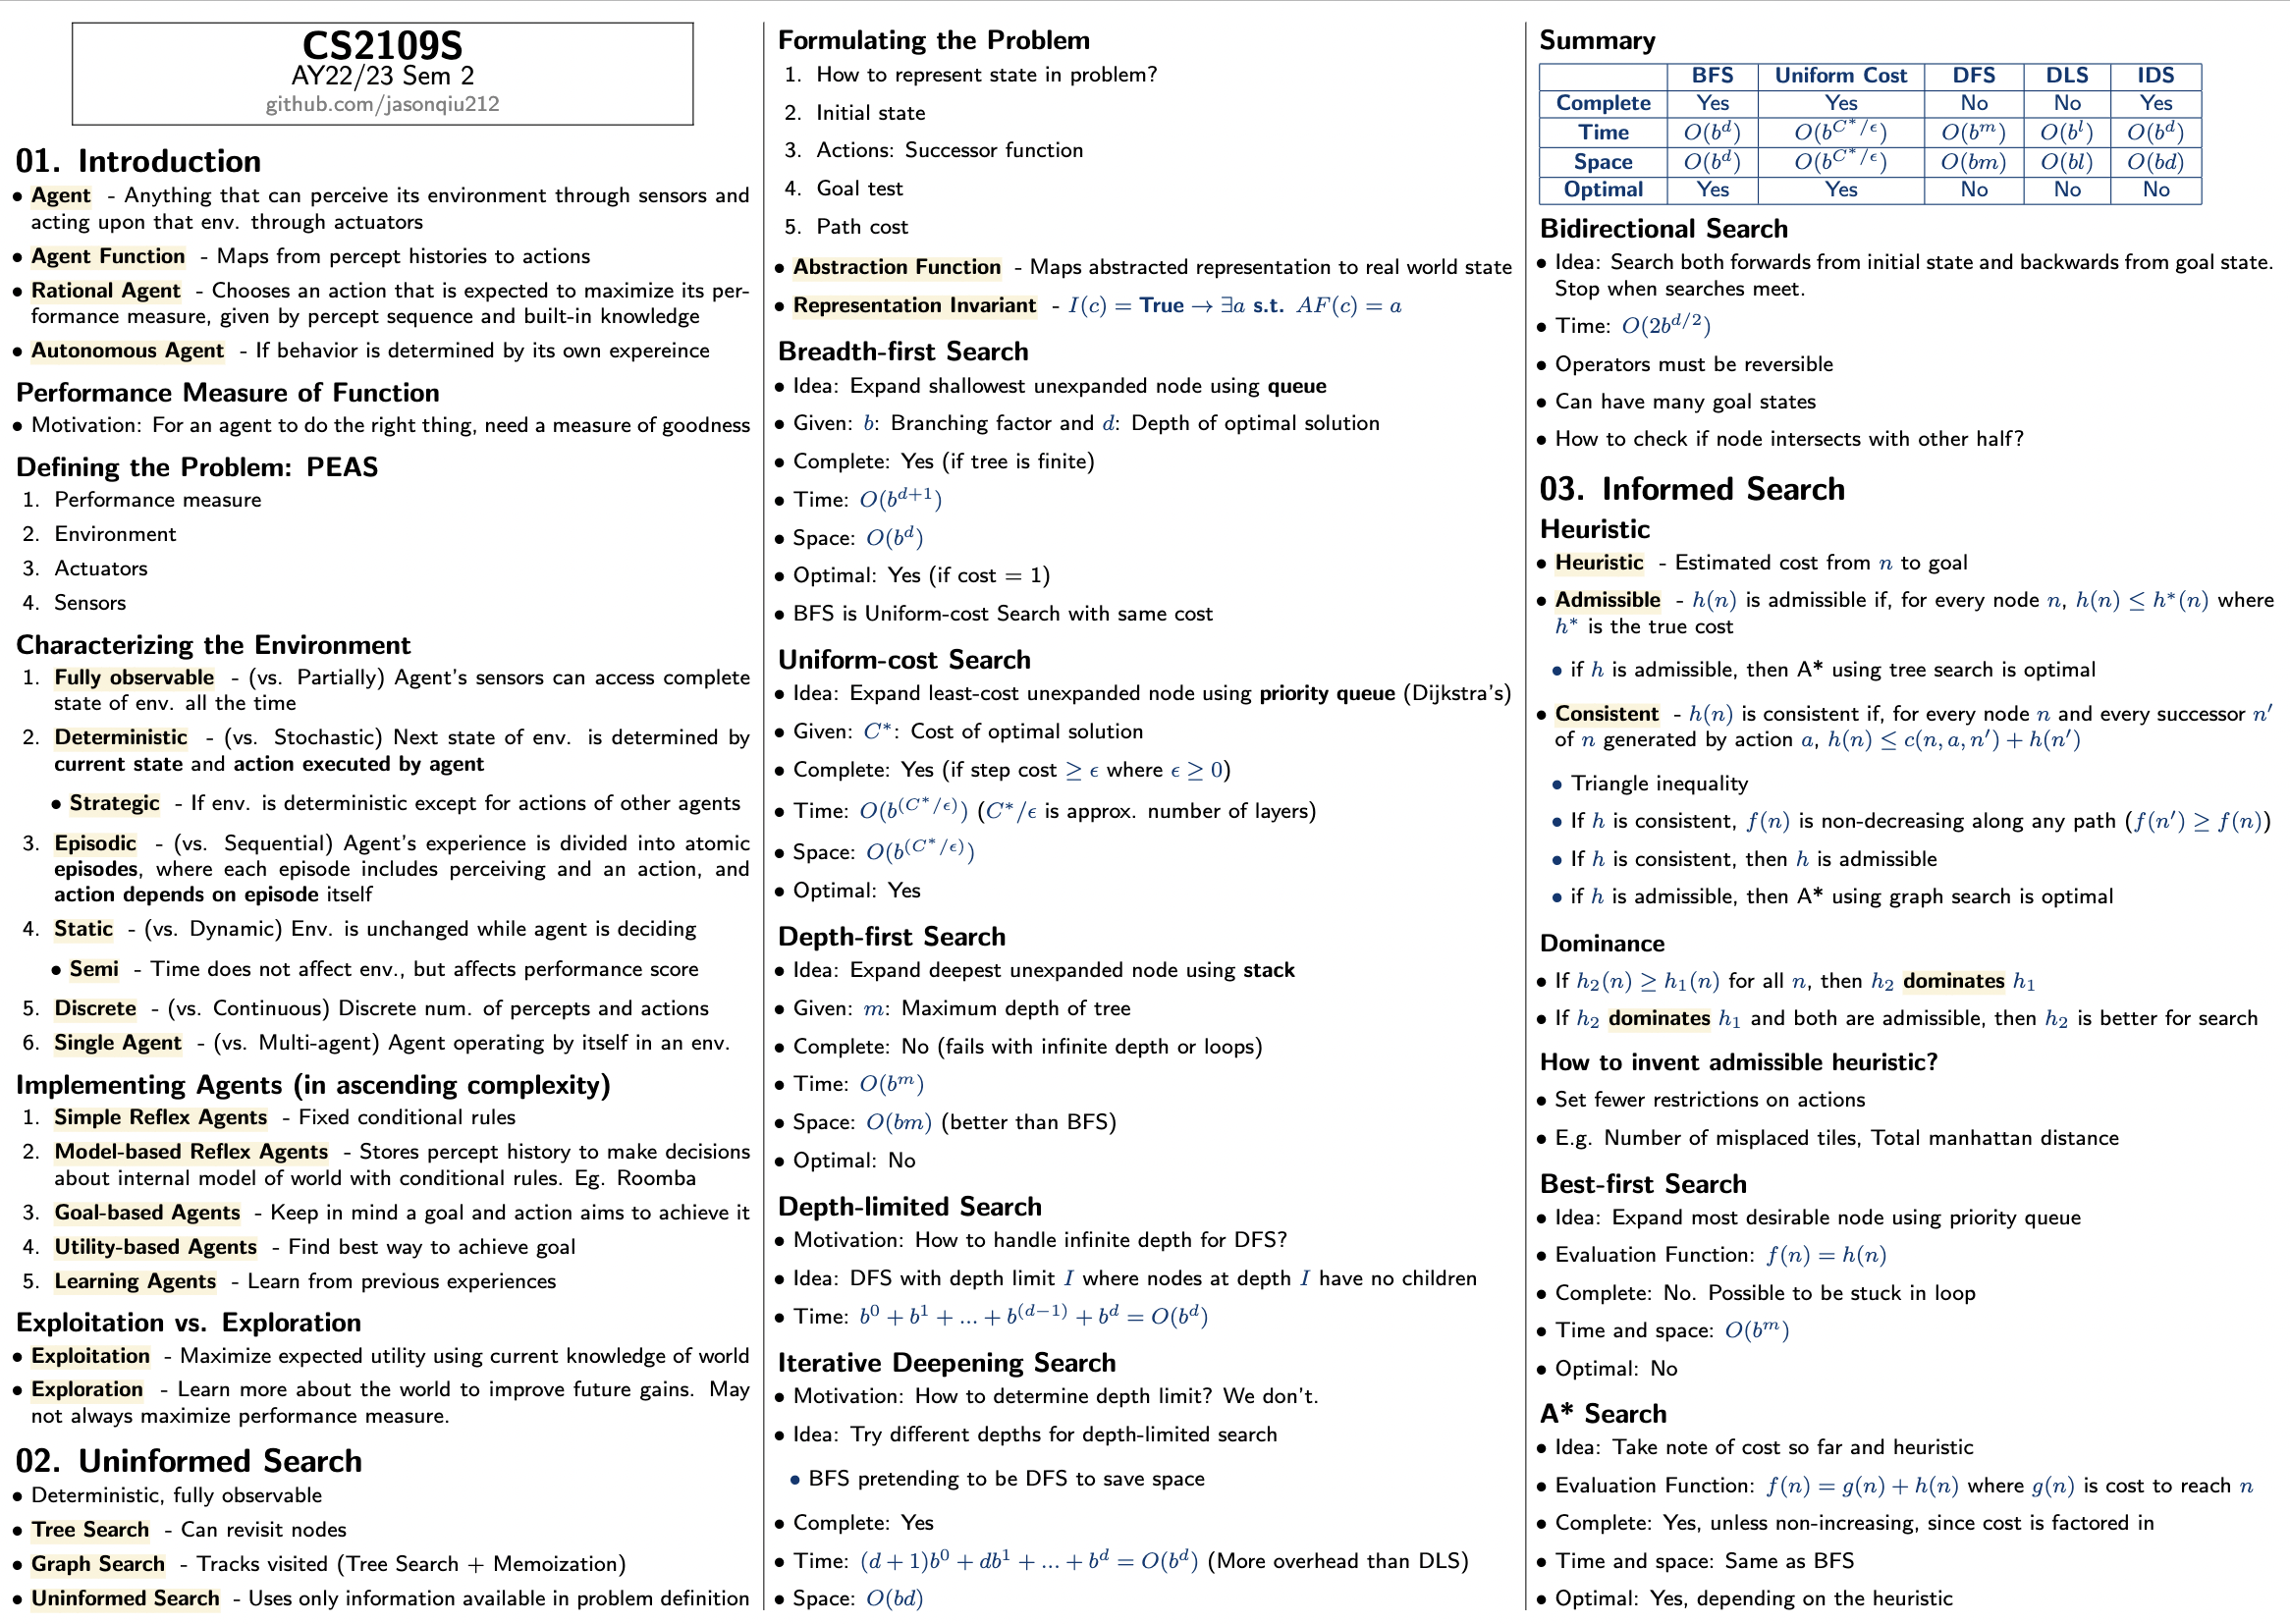 CS2109S
AY22/23 Sem 2
github.com/jasonqiu212
01. Introduction
• Agent - Anything that can perceive its environment through sensors and
acting upon that env. through actuators
• Agent Function - Maps from percept histories to actions
• Rational Agent - Chooses an action that is expected to maximize its per-
formance measure, given by percept sequence and built-in knowledge
• Autonomous Agent - If behavior is determined by its own expereince
Performance Measure of Function
• Motivation: For an agent to do the right thing, need a measure of goodness
Defining the Problem: PEAS
1. Performance measure
2. Environment
3. Actuators
4. Sensors
Characterizing the Environment
1. Fully observable - (vs. Partially) Agent's sensors can access complete
state of env. all the time
2. Deterministic - (vs. Stochastic) Next state of env. is determined by
current state and action executed by agent
• Strategic - If env. is deterministic except for actions of other agents
3. Episodic - (vs. Sequential) Agent's experience is divided into atomic
episodes, where each episode includes perceiving and an action, and
action depends on episode itself
4. Static - (vs. Dynamic) Env. is unchanged while agent is deciding
• Semi - Time does not affect env., but affects performance score
5. Discrete - (vs. Continuous) Discrete num. of percepts and actions
6. Single Agent - (vs. Multi-agent) Agent operating by itself in an env.
Implementing Agents (in ascending complexity)
1. Simple Reflex Agents - Fixed conditional rules
2. Model-based Reflex Agents - Stores percept history to make decisions
about internal model of world with conditional rules. Eg. Roomba
3. Goal-based Agents - Keep in mind a goal and action aims to achieve it
4. Utility-based Agents - Find best way to achieve goal
5. Learning Agents - Learn from previous experiences
Exploitation vs. Exploration
• Exploitation - Maximize expected utility using current knowledge of world
• Exploration - Learn more about the world to improve future gains. May
not always maximize performance measure.
02. Uninformed Search
• Deterministic, fully observable
• Tree Search - Can revisit nodes
• Graph Search - Tracks visited (Tree Search + Memoization)
• Uninformed Search - Uses only information available in problem definition
Formulating the Problem
1. How to represent state in problem?
2. Initial state
3. Actions: Successor function
4. Goal test
5. Path cost
• Abstraction Function - Maps abstracted representation to real world state
• Representation Invariant - I(c) = True → ∃a s.t. AF(c) = a
Breadth-first Search
• Idea: Expand shallowest unexpanded node using queue
• Given: b: Branching factor and d: Depth of optimal solution
• Complete: Yes (if tree is finite)
• Time: O(b^{d+1})
• Space: O(b^d)
• Optimal: Yes (if cost = 1)
• BFS is Uniform-cost Search with same cost
Uniform-cost Search
• Idea: Expand least-cost unexpanded node using priority queue (Dijkstra's)
• Given: C*: Cost of optimal solution
• Complete: Yes (if step cost ≥ ϵ where ϵ ≥ 0)
• Time: O(b^{(C*/ϵ)}) (C*/ϵ is approx. number of layers)
• Space: O(b^{(C*/ϵ)})
• Optimal: Yes
Depth-first Search
• Idea: Expand deepest unexpanded node using stack
• Given: m: Maximum depth of tree
• Complete: No (fails with infinite depth or loops)
• Time: O(b^m)
• Space: O(bm) (better than BFS)
• Optimal: No
Depth-limited Search
• Motivation: How to handle infinite depth for DFS?
• Idea: DFS with depth limit I where nodes at depth I have no children
• Time: b^0 + b^1 + ... + b^{(d−1)} + b^d = O(b^d)
Iterative Deepening Search
• Motivation: How to determine depth limit? We don't.
• Idea: Try different depths for depth-limited search
• BFS pretending to be DFS to save space
• Complete: Yes
• Time: (d + 1)b^0 + db^1 + ... + b^d = O(b^d) (More overhead than DLS)
• Space: O(bd)
Summary
BFS Uniform Cost DFS DLS IDS
Complete Yes Yes No No Yes
Time O(b^d) O(b^{C*/ϵ}) O(b^m) O(b^l) O(b^d)
Space O(b^d) O(b^{C*/ϵ}) O(bm) O(bl) O(bd)
Optimal Yes Yes No No No
Bidirectional Search
• Idea: Search both forwards from initial state and backwards from goal state.
Stop when searches meet.
• Time: O(2b^{d/2})
• Operators must be reversible
• Can have many goal states
• How to check if node intersects with other half?
03. Informed Search
Heuristic
• Heuristic - Estimated cost from n to goal
• Admissible - h(n) is admissible if, for every node n, h(n) ≤ h*(n) where
h* is the true cost
• if h is admissible, then A* using tree search is optimal
• Consistent - h(n) is consistent if, for every node n and every successor n′
of n generated by action a, h(n) ≤ c(n, a, n′) + h(n′)
• Triangle inequality
• If h is consistent, f(n) is non-decreasing along any path (f(n′) ≥ f(n))
• If h is consistent, then h is admissible
• if h is admissible, then A* using graph search is optimal
Dominance
• If h₂(n) ≥ h₁(n) for all n, then h₂ dominates h₁
• If h₂ dominates h₁ and both are admissible, then h₂ is better for search
How to invent admissible heuristic?
• Set fewer restrictions on actions
• E.g. Number of misplaced tiles, Total manhattan distance
Best-first Search
• Idea: Expand most desirable node using priority queue
• Evaluation Function: f(n) = h(n)
• Complete: No. Possible to be stuck in loop
• Time and space: O(b^m)
• Optimal: No
A* Search
• Idea: Take note of cost so far and heuristic
• Evaluation Function: f(n) = g(n) + h(n) where g(n) is cost to reach n
• Complete: Yes, unless non-increasing, since cost is factored in
• Time and space: Same as BFS
• Optimal: Yes, depending on the heuristic